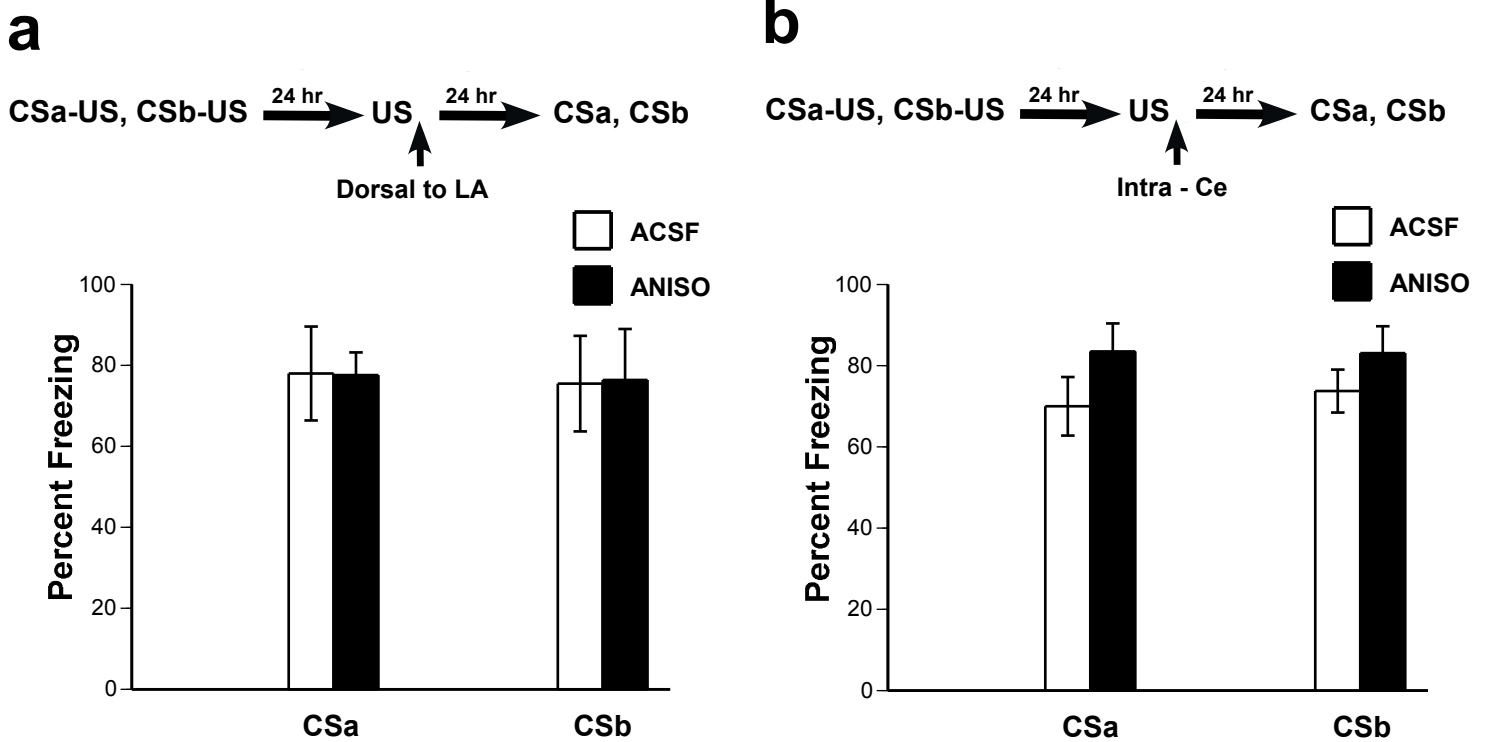 a
CSa-US, CSb-US 24 hr US 24 hr CSa, CSb
Dorsal to LA
ACSF
ANISO
100
80
60
40
20
0
Percent Freezing
CSa CSb
b
CSa-US, CSb-US 24 hr US 24 hr CSa, CSb
Intra - Ce
ACSF
ANISO
100
80
60
40
20
0
Percent Freezing
CSa CSb